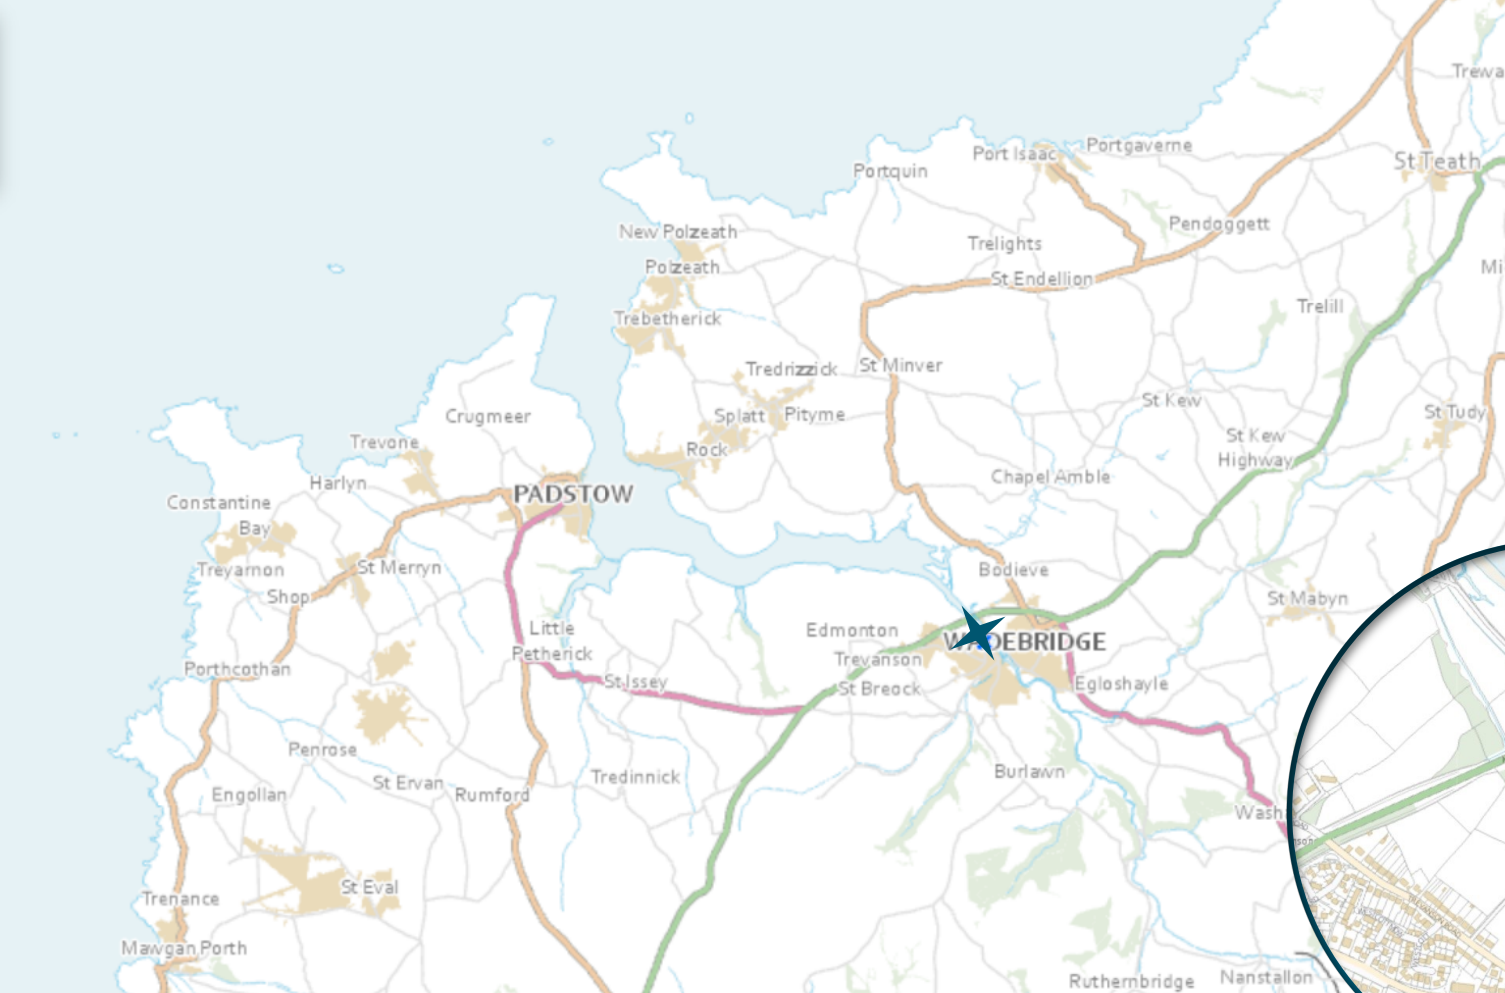 Trewa
Port Isaac
Portgaverne
St Teath
Portquin
Pendoggett
New Polzeath
Trelights
Polzeath
St Endellion
Mi
Trelill
Trebetherick
Tredrizzick
St Minver
St Kew
Crugmeer
Splatt
Pityme
St Tudy
Trevone
Rock
St Kew
Highway
Harlyn
Chapel Amble
PADSTOW
Constantine
Bay
Treyarnon
St Merryn
Bodieve
Shop
St Mabyn
Little
Petherick
Edmonton
WADEBRIDGE
Trevanson
Porthcothan
St Issey
St Breock
Egloshayle
Penrose
Tredinnick
Burlawn
St Ervan
Engollan
Rumford
Wash
St Eval
Trenance
Mawgan Porth
Ruthernbridge
Nanstallon